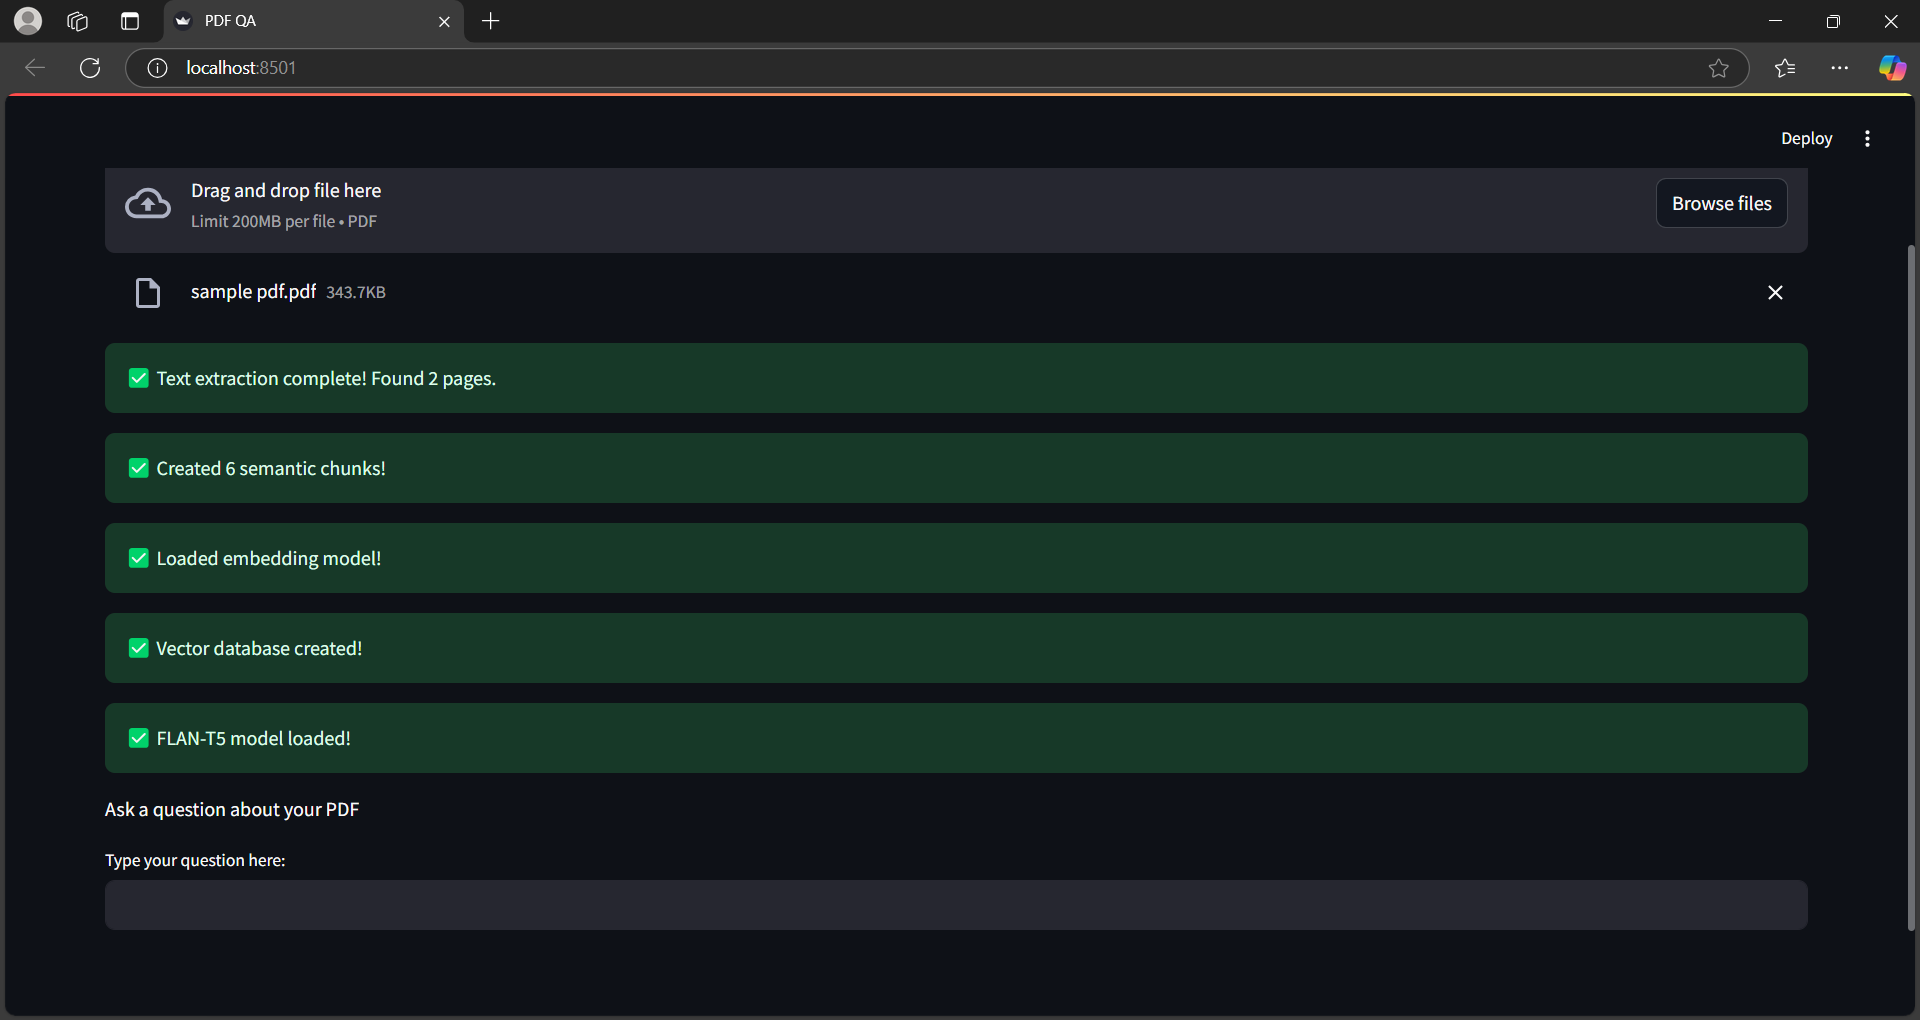 PDF QA
localhost:8501
Deploy
Drag and drop file here
Limit 200MB per file • PDF
Browse files
sample pdf.pdf 343.7KB
✅ Text extraction complete! Found 2 pages.
✅ Created 6 semantic chunks!
✅ Loaded embedding model!
✅ Vector database created!
✅ FLAN-T5 model loaded!
Ask a question about your PDF
Type your question here: